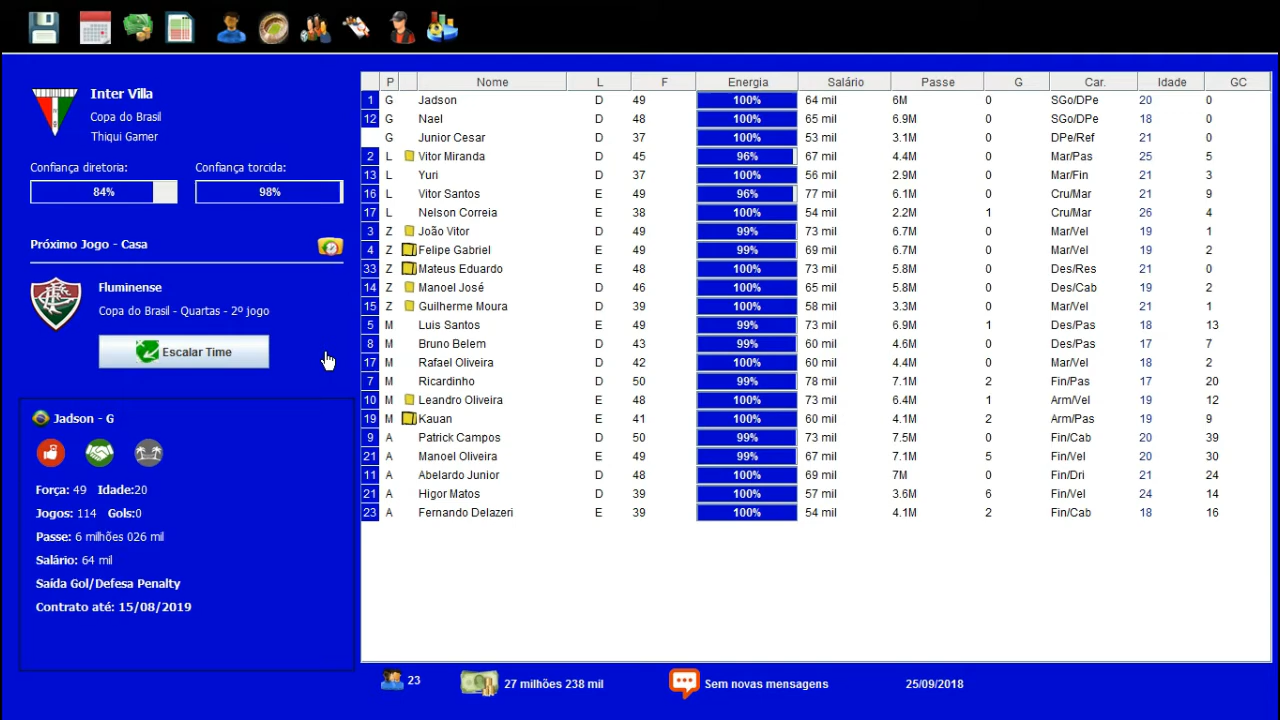 Inter Villa
Copa do Brasil
Thiqui Gamer
Confiança diretoria: Confiança torcida:
84% 98%
Próximo Jogo - Casa
Fluminense
Copa do Brasil - Quartas - 2º jogo
Escalar Time
Jadson - G
Força: 49 Idade:20
Jogos: 114 Gols:0
Passe: 6 milhões 026 mil
Salário: 64 mil
Saída Gol/Defesa Penalty
Contrato até: 15/08/2019
P Nome L F Energia Salário Passe G Car. Idade GC
1 G Jadson D 49 100% 64 mil 6M 0 SGo/DPe 20 0
12 G Nael D 48 100% 65 mil 6.9M 0 SGo/DPe 18 0
G Junior Cesar D 37 100% 53 mil 3.1M 0 DPe/Ref 21 0
2 L Vitor Miranda D 45 96% 67 mil 4.4M 0 Mar/Pas 25 5
13 L Yuri D 37 100% 56 mil 2.9M 0 Mar/Fin 21 3
16 L Vitor Santos E 49 96% 77 mil 6.1M 0 Cru/Mar 21 9
17 L Nelson Correia E 38 100% 54 mil 2.2M 1 Cru/Mar 26 4
3 Z João Vitor D 49 99% 73 mil 6.7M 0 Mar/Vel 19 1
4 Z Felipe Gabriel E 49 99% 69 mil 6.7M 0 Mar/Vel 19 2
33 Z Mateus Eduardo E 48 100% 73 mil 5.8M 0 Des/Res 21 0
14 Z Manoel José D 46 100% 65 mil 5.8M 0 Des/Cab 19 2
15 Z Guilherme Moura D 39 100% 58 mil 3.3M 0 Mar/Vel 21 1
5 M Luis Santos E 49 99% 73 mil 6.9M 1 Des/Pas 18 13
8 M Bruno Belem D 43 99% 60 mil 4.6M 0 Des/Pas 17 7
17 M Rafael Oliveira D 42 100% 60 mil 4.4M 0 Mar/Vel 18 2
7 M Ricardinho D 50 99% 78 mil 7.1M 2 Fin/Pas 17 20
10 M Leandro Oliveira E 48 100% 73 mil 6.4M 1 Arm/Vel 19 12
19 M Kauan E 41 100% 60 mil 4.1M 2 Arm/Pas 19 9
9 A Patrick Campos D 50 99% 73 mil 7.5M 0 Fin/Cab 20 39
21 A Manoel Oliveira E 49 99% 67 mil 7.1M 5 Fin/Vel 20 30
11 A Abelardo Junior D 48 100% 69 mil 7M 0 Fin/Dri 21 24
21 A Higor Matos D 39 100% 57 mil 3.6M 6 Fin/Vel 24 14
23 A Fernando Delazeri E 39 100% 54 mil 4.1M 2 Fin/Cab 18 16
23 27 milhões 238 mil Sem novas mensagens 25/09/2018